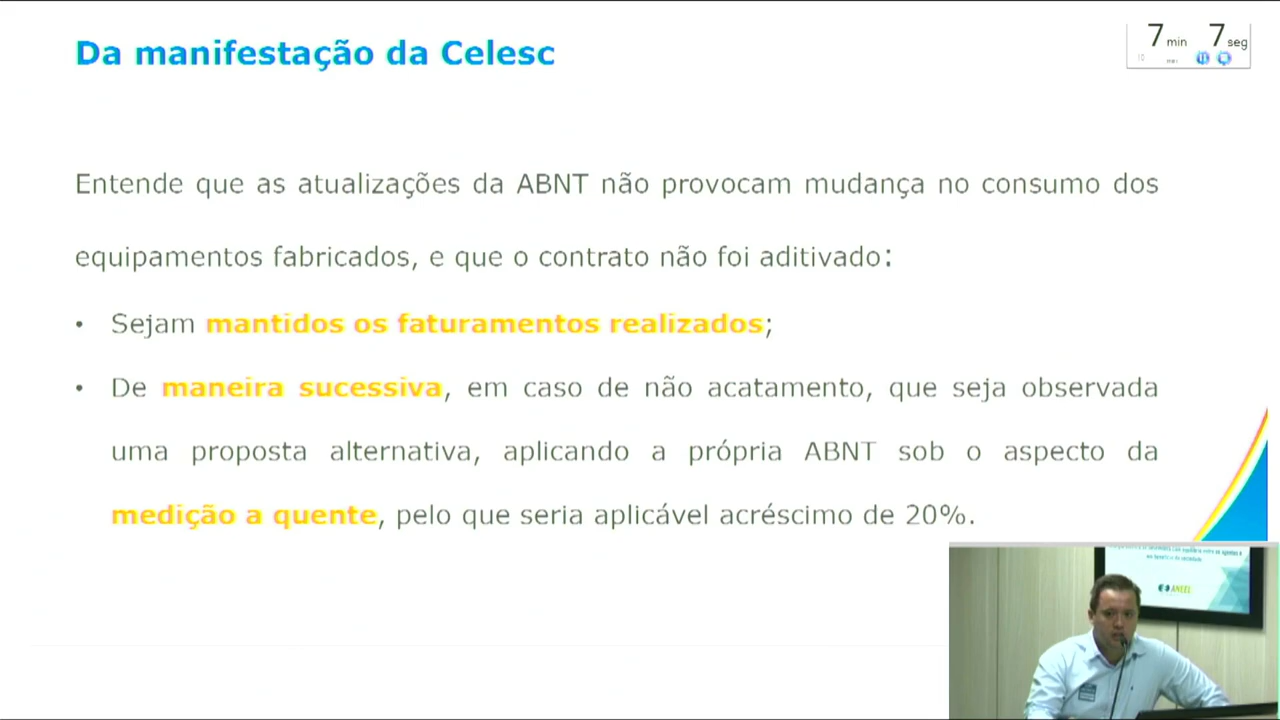 Da manifestação da Celesc
7 min 7 seg
Entende que as atualizações da ABNT não provocam mudança no consumo dos
equipamentos fabricados, e que o contrato não foi aditivado:
• Sejam mantidos os faturamentos realizados;
• De maneira sucessiva, em caso de não acatamento, que seja observada
uma proposta alternativa, aplicando a própria ABNT sob o aspecto da
medição a quente, pelo que seria aplicável acréscimo de 20%.
ANEEL